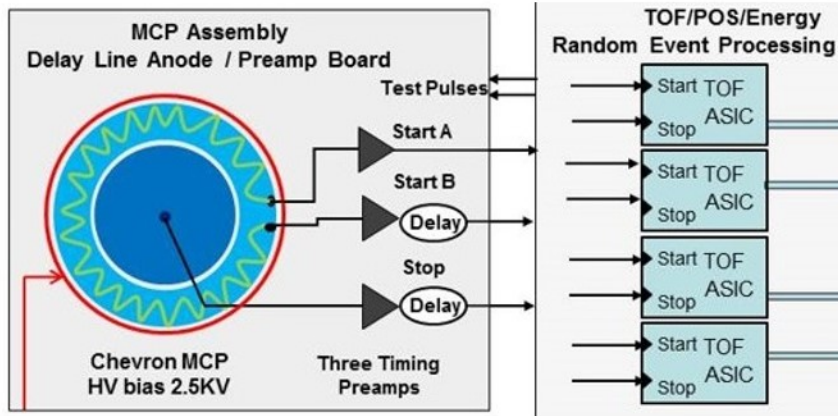 MCP Assembly
Delay Line Anode / Preamp Board
Test Pulses
Start A
Start B
Delay
Stop
Delay
Chevron MCP
HV bias 2.5KV
Three Timing
Preamps
TOF/POS/Energy
Random Event Processing
Start TOF
ASIC
Stop
Start TOF
ASIC
Stop
Start TOF
ASIC
Stop
Start TOF
ASIC
Stop